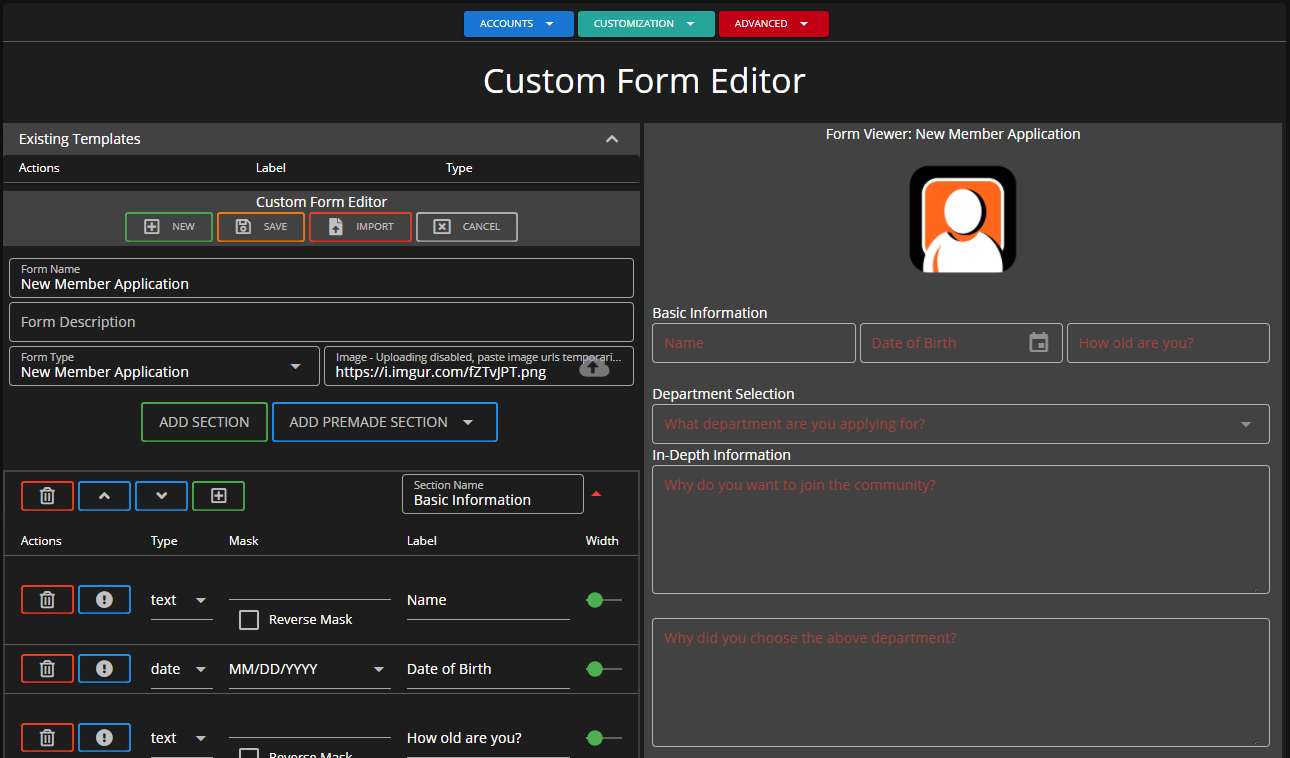 ACCOUNTS CUSTOMIZATION ADVANCED
Custom Form Editor
Existing Templates
Actions Label Type
Custom Form Editor
NEW SAVE IMPORT CANCEL
Form Name
New Member Application
Form Description
Form Type
New Member Application
Image - Uploading disabled, paste image urls temporari...
https://i.imgur.com/fZTvJPT.png
ADD SECTION ADD PREMADE SECTION
Section Name
Basic Information
Actions Type Mask Label Width
text Name
Reverse Mask
date MM/DD/YYYY Date of Birth
text How old are you?
Reverse Mask
Form Viewer: New Member Application
Basic Information
Name Date of Birth How old are you?
Department Selection
What department are you applying for?
In-Depth Information
Why do you want to join the community?
Why did you choose the above department?